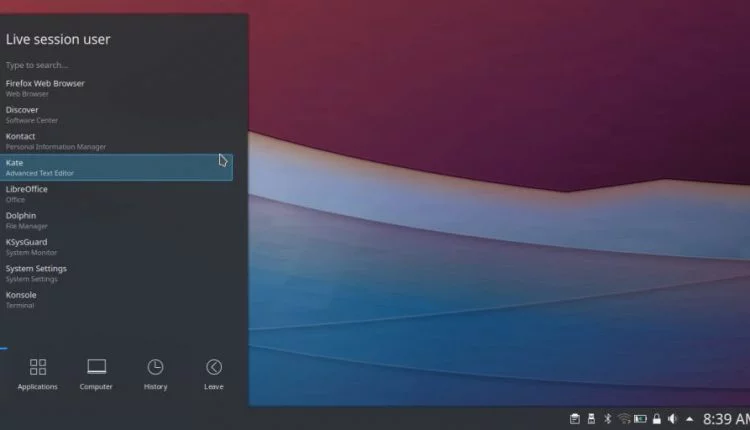 Live session user
Type to search...
Firefox Web Browser
Web Browser
Discover
Software Center
Kontact
Personal Information Manager
Kate
Advanced Text Editor
LibreOffice
Office
Dolphin
File Manager
KSysGuard
System Monitor
System Settings
System Settings
Konsole
Terminal
Applications Computer History Leave
8:39 AM